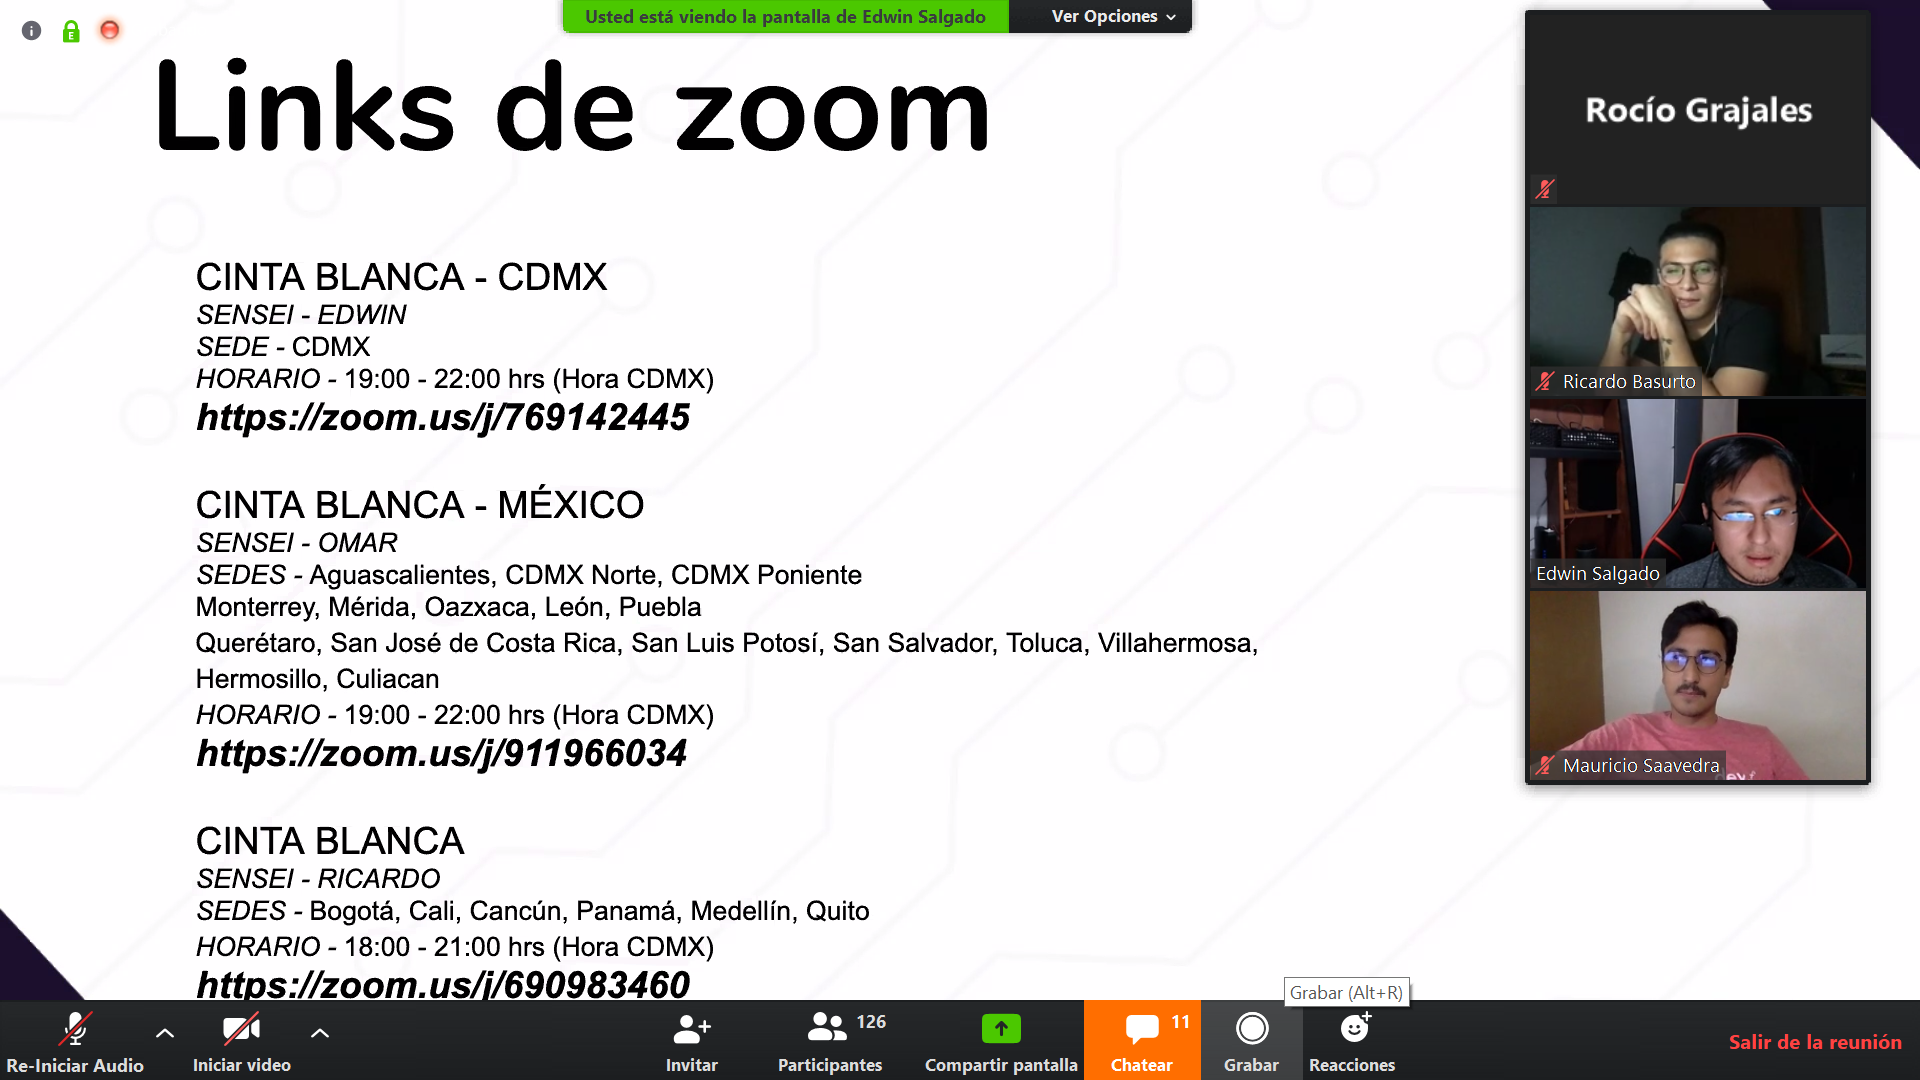 Usted está viendo la pantalla de Edwin Salgado
Ver Opciones
Links de zoom
CINTA BLANCA - CDMX
SENSEI - EDWIN
SEDE - CDMX
HORARIO - 19:00 - 22:00 hrs (Hora CDMX)
https://zoom.us/j/769142445
CINTA BLANCA - MÉXICO
SENSEI - OMAR
SEDES - Aguascalientes, CDMX Norte, CDMX Poniente
Monterrey, Mérida, Oazxaca, León, Puebla
Querétaro, San José de Costa Rica, San Luis Potosí, San Salvador, Toluca, Villahermosa,
Hermosillo, Culiacan
HORARIO - 19:00 - 22:00 hrs (Hora CDMX)
https://zoom.us/j/911966034
CINTA BLANCA
SENSEI - RICARDO
SEDES - Bogotá, Cali, Cancún, Panamá, Medellín, Quito
HORARIO - 18:00 - 21:00 hrs (Hora CDMX)
https://zoom.us/j/690983460
Rocío Grajales
Ricardo Basurto
Edwin Salgado
Mauricio Saavedra
Grabar (Alt+R)
Re-Iniciar Audio
Iniciar video
Invitar
126
Participantes
Compartir pantalla
11
Chatear
Grabar
Reacciones
Salir de la reunión